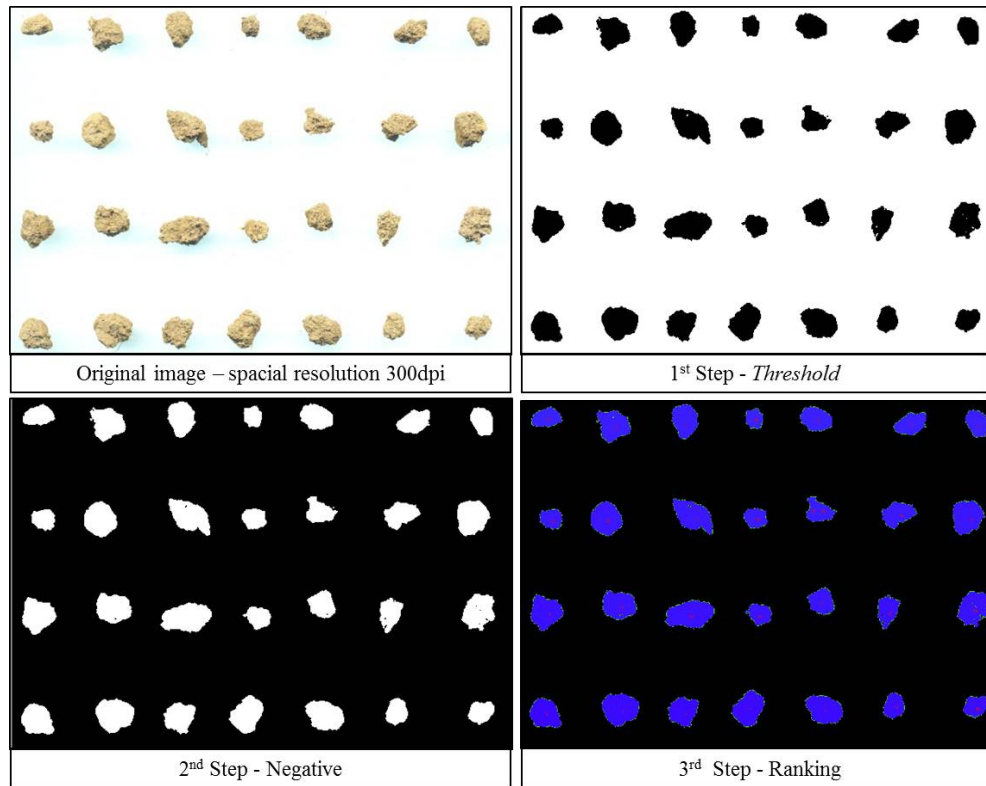 Original image – spacial resolution 300dpi
1st Step - Threshold
2nd Step - Negative
3rd Step - Ranking